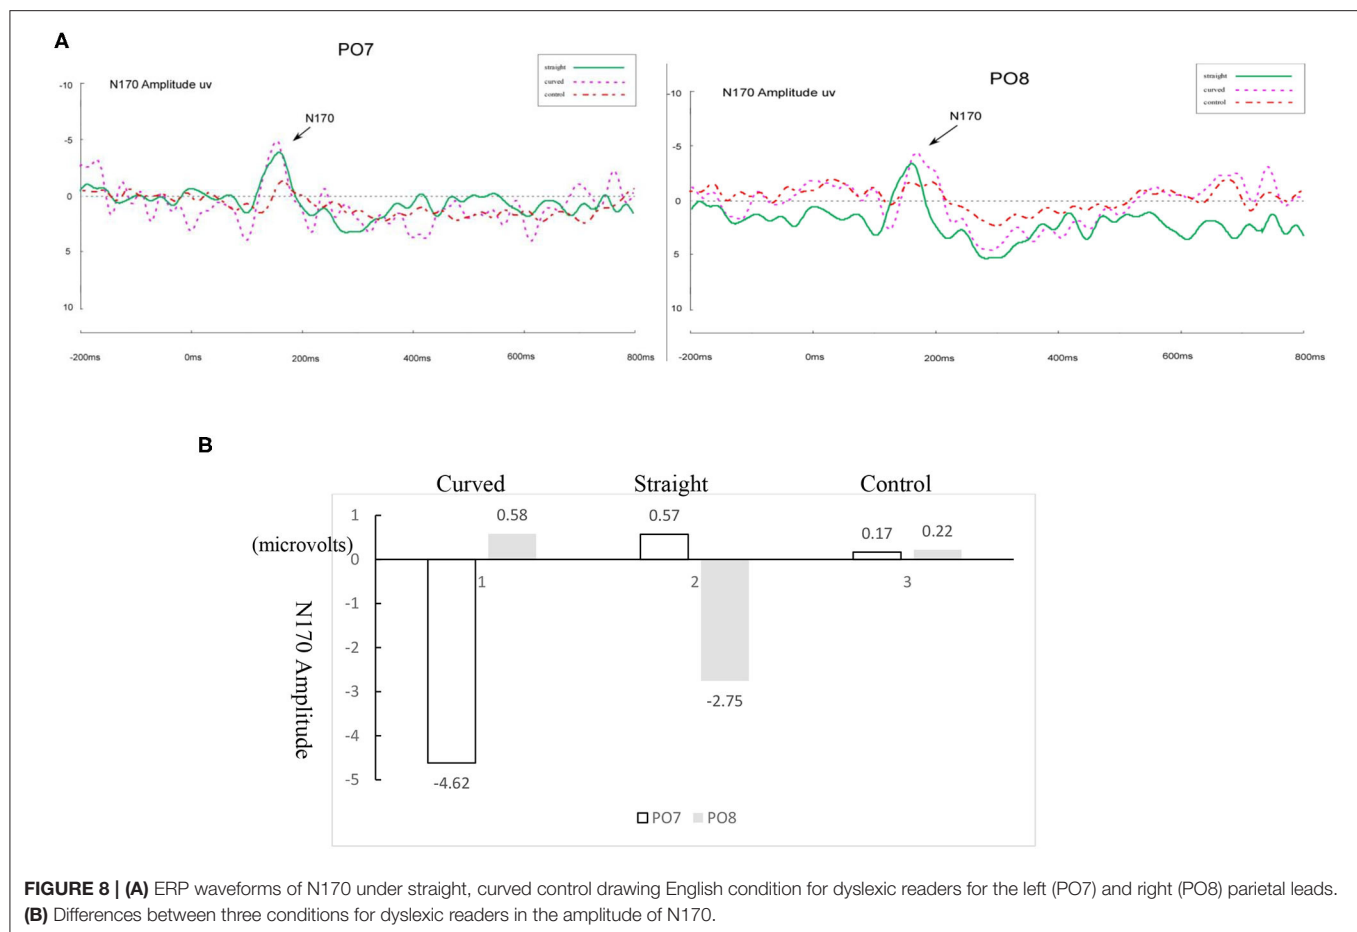 A
PO7
straight
curved
control
N170 Amplitude uv
N170
-10
-5
0
5
10
-200ms 0ms 200ms 400ms 600ms 800ms
PO8
straight
curved
control
N170 Amplitude uv
N170
-10
-5
0
5
10
-200ms 0ms 200ms 400ms 600ms 800ms
B
Curved Straight Control
(microvolts)
N170 Amplitude
1
0
-1
-2
-3
-4
-5
0.58 0.57 0.17 0.22
1 2 3
-2.75
-4.62
PO7 PO8
FIGURE 8 | (A) ERP waveforms of N170 under straight, curved control drawing English condition for dyslexic readers for the left (PO7) and right (PO8) parietal leads.
(B) Differences between three conditions for dyslexic readers in the amplitude of N170.